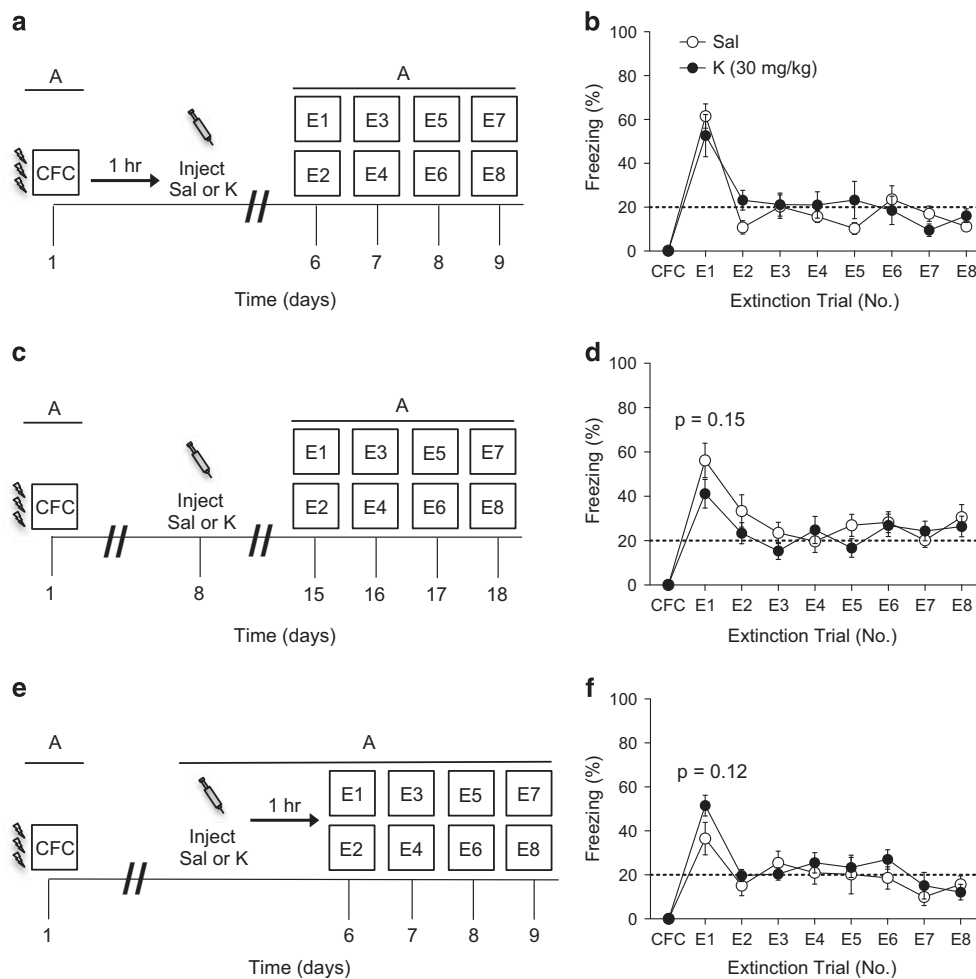 a
A
CFC
1 hr
Inject
Sal or K
A
E1 E3 E5 E7
E2 E4 E6 E8
1 6 7 8 9
Time (days)
b
100
80
60
40
20
0
Freezing (%)
Sal
K (30 mg/kg)
CFC E1 E2 E3 E4 E5 E6 E7 E8
Extinction Trial (No.)
c
A
CFC
Inject
Sal or K
A
E1 E3 E5 E7
E2 E4 E6 E8
1 8 15 16 17 18
Time (days)
d
100
80
60
40
20
0
Freezing (%)
p = 0.15
CFC E1 E2 E3 E4 E5 E6 E7 E8
Extinction Trial (No.)
e
A
CFC
A
Inject
Sal or K
1 hr
E1 E3 E5 E7
E2 E4 E6 E8
1 6 7 8 9
Time (days)
f
100
80
60
40
20
0
Freezing (%)
p = 0.12
CFC E1 E2 E3 E4 E5 E6 E7 E8
Extinction Trial (No.)